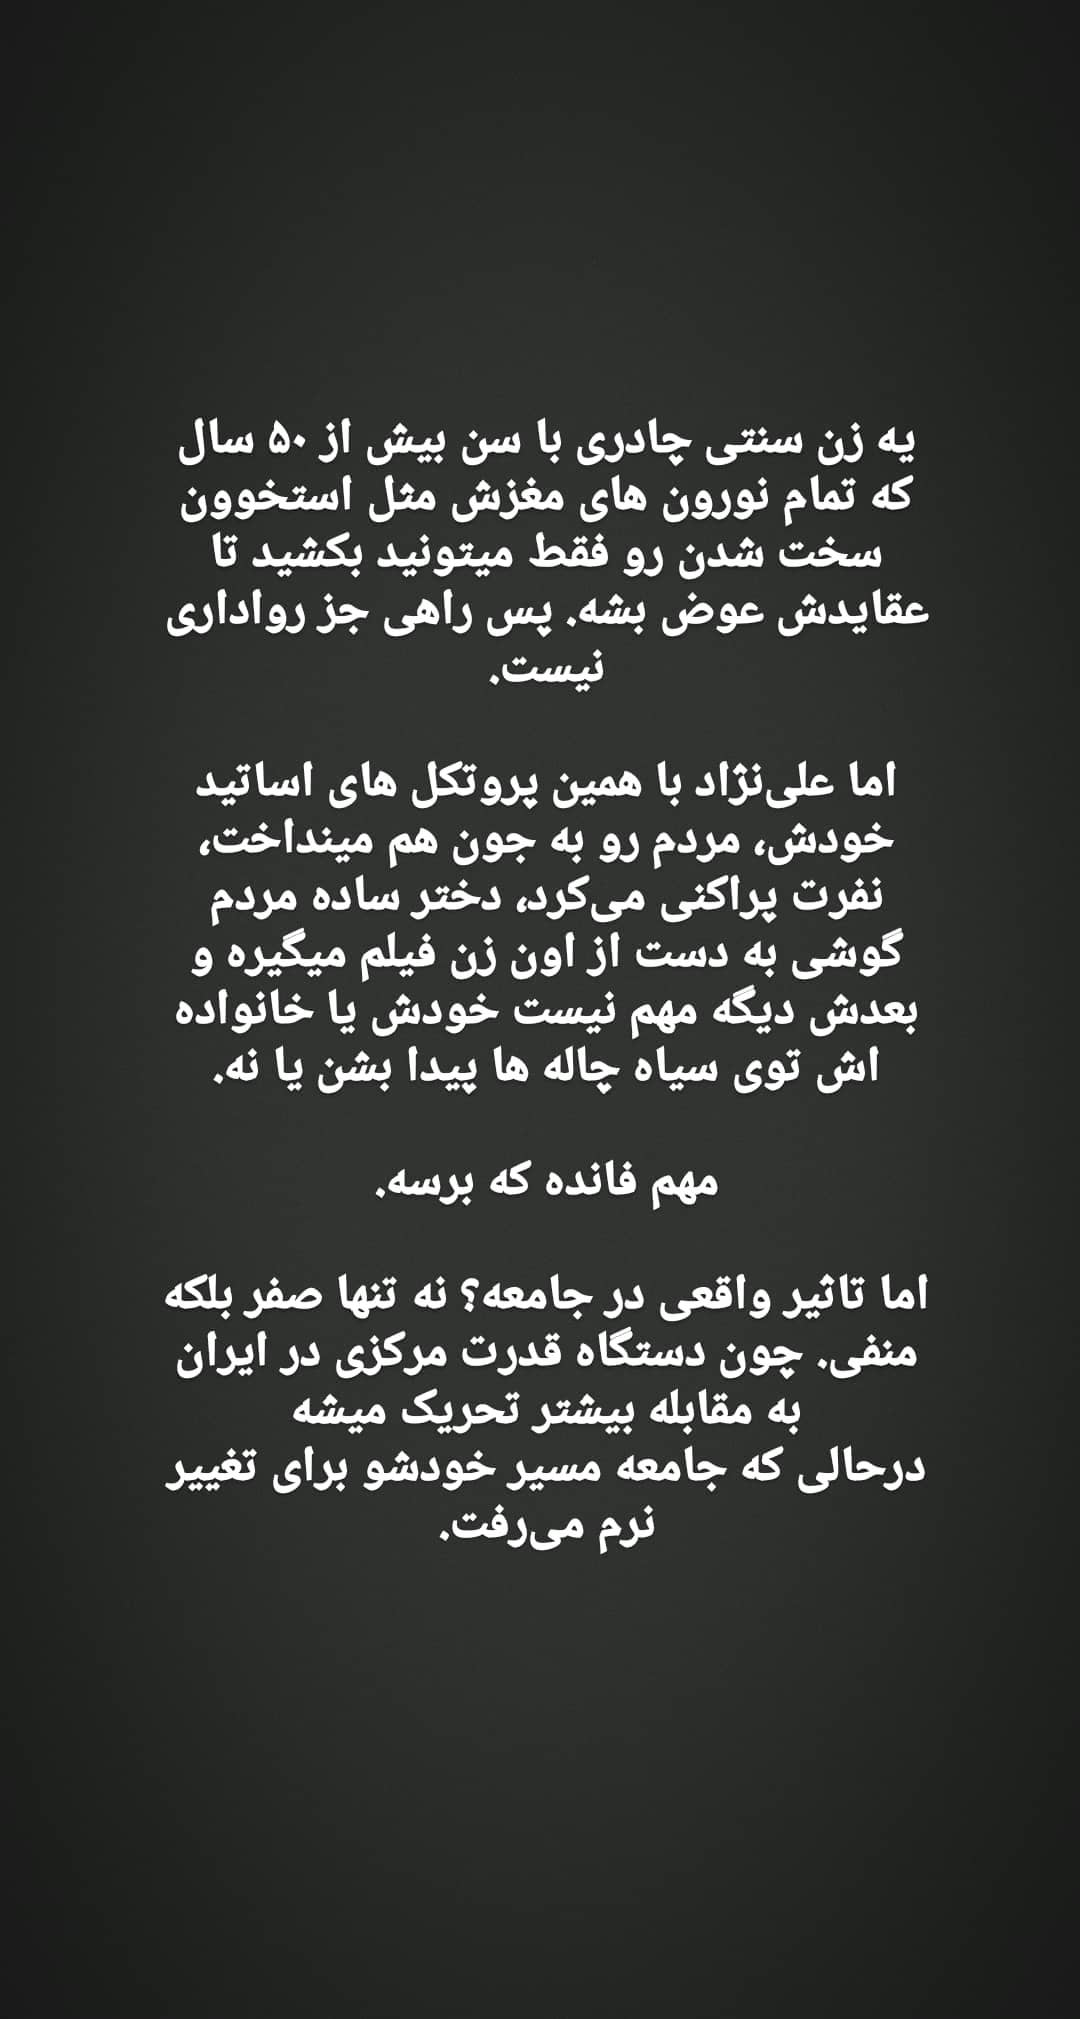 یه زن سنتی چادری با سن بیش از ۵۰ سال
که تمام نورون های مغزش مثل استخوون
سخت شدن رو فقط میتونید بکشید تا
عقایدش عوض بشه. پس راهی جز رواداری
نیست.
اما علی‌نژاد با همین پروتکل های اساتید
خودش، مردم رو به جون هم مینداخت،
نفرت پراکنی می‌کرد، دختر ساده مردم
گوشی به دست از اون زن فیلم میگیره و
بعدش دیگه مهم نیست خودش یا خانواده
اش توی سیاه چاله ها پیدا بشن یا نه.
مهم فانده که برسه.
اما تاثیر واقعی در جامعه؟ نه تنها صفر بلکه
منفی. چون دستگاه قدرت مرکزی در ایران
به مقابله بیشتر تحریک میشه
درحالی که جامعه مسیر خودشو برای تغییر
نرم می‌رفت.